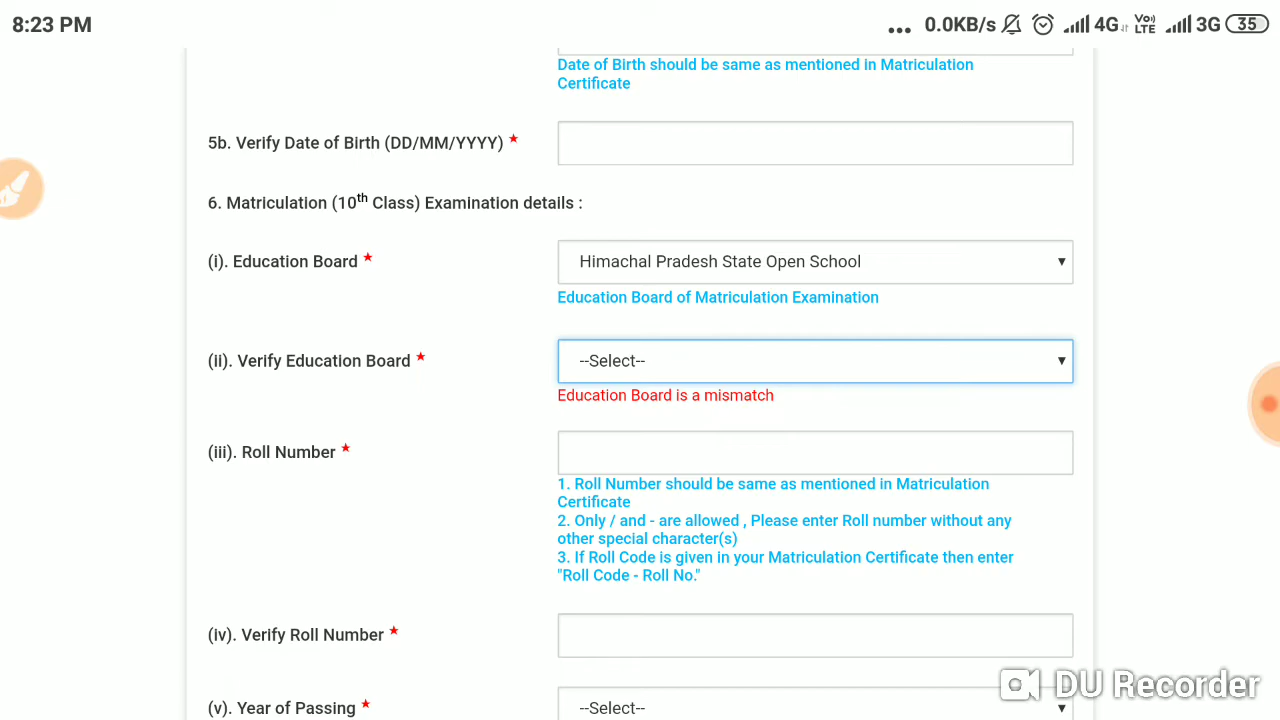 8:23 PM
... 0.0KB/s 4G Vo) LTE 3G 35
Date of Birth should be same as mentioned in Matriculation
Certificate
5b. Verify Date of Birth (DD/MM/YYYY) *
6. Matriculation (10th Class) Examination details :
(i). Education Board *
Himachal Pradesh State Open School
Education Board of Matriculation Examination
(ii). Verify Education Board *
--Select--
Education Board is a mismatch
(iii). Roll Number *
1. Roll Number should be same as mentioned in Matriculation
Certificate
2. Only / and - are allowed , Please enter Roll number without any
other special character(s)
3. If Roll Code is given in your Matriculation Certificate then enter
"Roll Code - Roll No."
(iv). Verify Roll Number *
DU Recorder
(v). Year of Passing *
--Select--